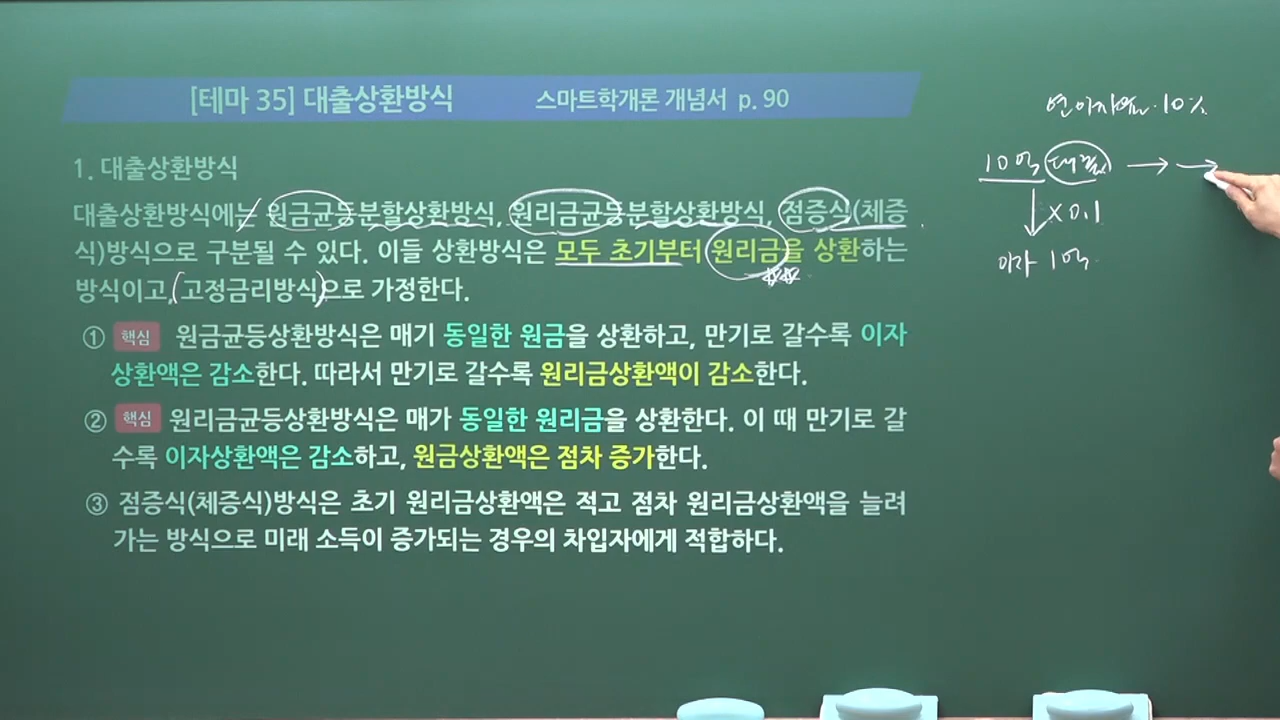 [테마 35] 대출상환방식 스마트학개론 개념서 p. 90
1. 대출상환방식
대출상환방식에는 원금균등분할상환방식, 원리금균등분할상환방식, 점증식(체증
식)방식으로 구분될 수 있다. 이들 상환방식은 모두 초기부터 원리금을 상환하는
방식이고, 고정금리방식으로 가정한다.
① 핵심 원금균등상환방식은 매기 동일한 원금을 상환하고, 만기로 갈수록 이자
상환액은 감소한다. 따라서 만기로 갈수록 원리금상환액이 감소한다.
② 핵심 원리금균등상환방식은 매가 동일한 원리금을 상환한다. 이 때 만기로 갈
수록 이자상환액은 감소하고, 원금상환액은 점차 증가한다.
③ 점증식(체증식)방식은 초기 원리금상환액은 적고 점차 원리금상환액을 늘려
가는 방식으로 미래 소득이 증가되는 경우의 차입자에게 적합하다.
연이자율 10%
10억 대출 → →
↓ ×0.1
이자 1억